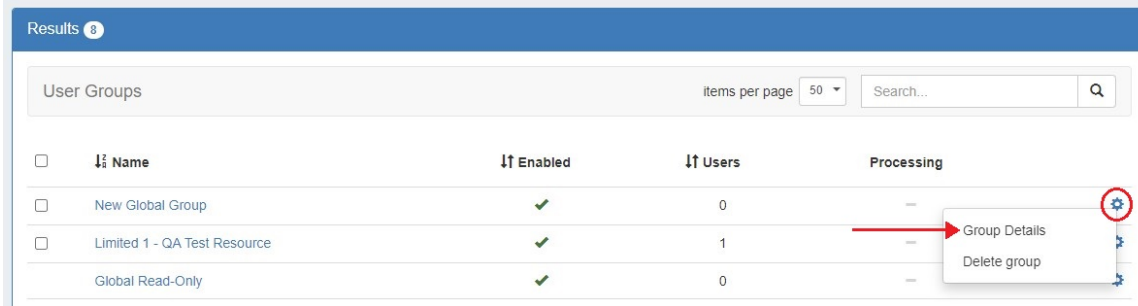 Results 8
User Groups items per page 50 Search...
Name Enabled Users Processing
New Global Group 0
Group Details
Limited 1 - QA Test Resource 1
Delete group
Global Read-Only 0